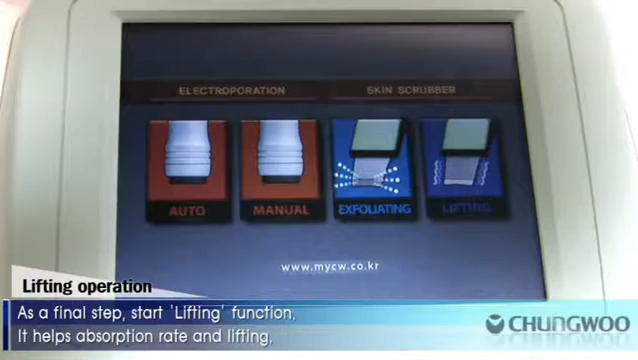 ELECTROPORATION
SKIN SCRUBBER
AUTO
MANUAL
EXFOLIATING
LIFTING
www.mycw.co.kr
Lifting operation
As a final step, start 'Lifting' function,
It helps absorption rate and lifting,
CHUNGWOO